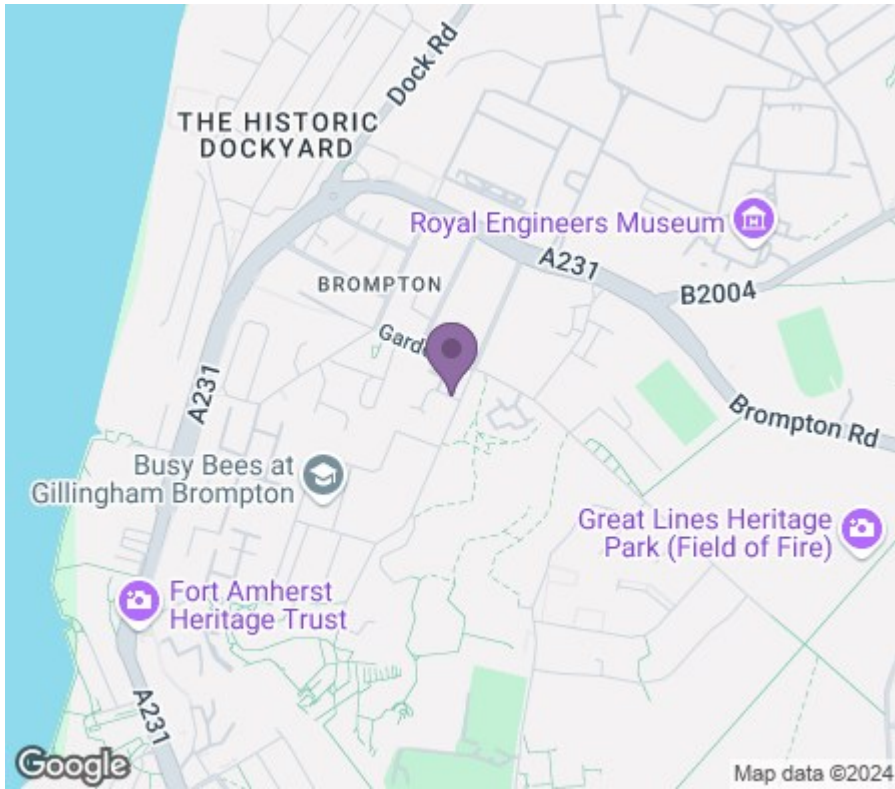 Dock Rd
THE HISTORIC
DOCKYARD
Royal Engineers Museum
A231
B2004
BROMPTON
A231
Brompton Rd
Busy Bees at
Gillingham Brompton
Great Lines Heritage
Park (Field of Fire)
Fort Amherst
Heritage Trust
A231
Google
Map data ©2024